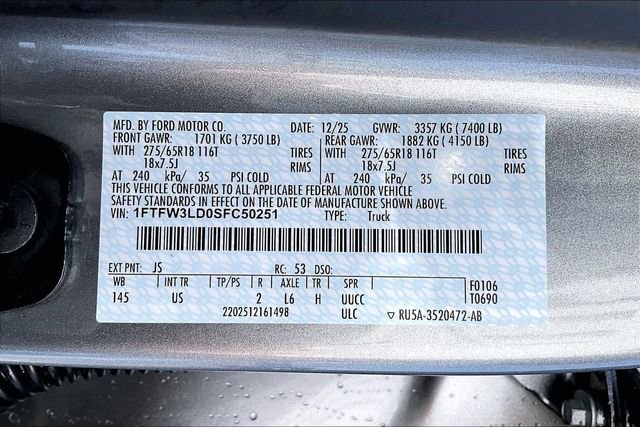 MFD. BY FORD MOTOR CO. DATE: 12/25 GVWR: 3357 KG ( 7400 LB)
FRONT GAWR: 1701 KG ( 3750 LB) REAR GAWR: 1882 KG ( 4150 LB)
WITH 275/65R18 116T TIRES WITH 275/65R18 116T TIRES
18x7.5J RIMS 18x7.5J RIMS
AT 240 kPa/ 35 PSI COLD AT 240 kPa/ 35 PSI COLD
THIS VEHICLE CONFORMS TO ALL APPLICABLE FEDERAL MOTOR VEHICLE
SAFETY STANDARDS IN EFFECT ON THE DATE OF MANUFACTURE SHOWN ABOVE.
VIN: 1FTFW3LD0SFC50251 TYPE: Truck
EXT PNT: JS RC: 53 DSO:
WB INT TR TP/PS R AXLE TR SPR F0106
145 US 2 L6 H UUCC T0690
2202512161498 ULC ▽ RU5A-3520472-AB